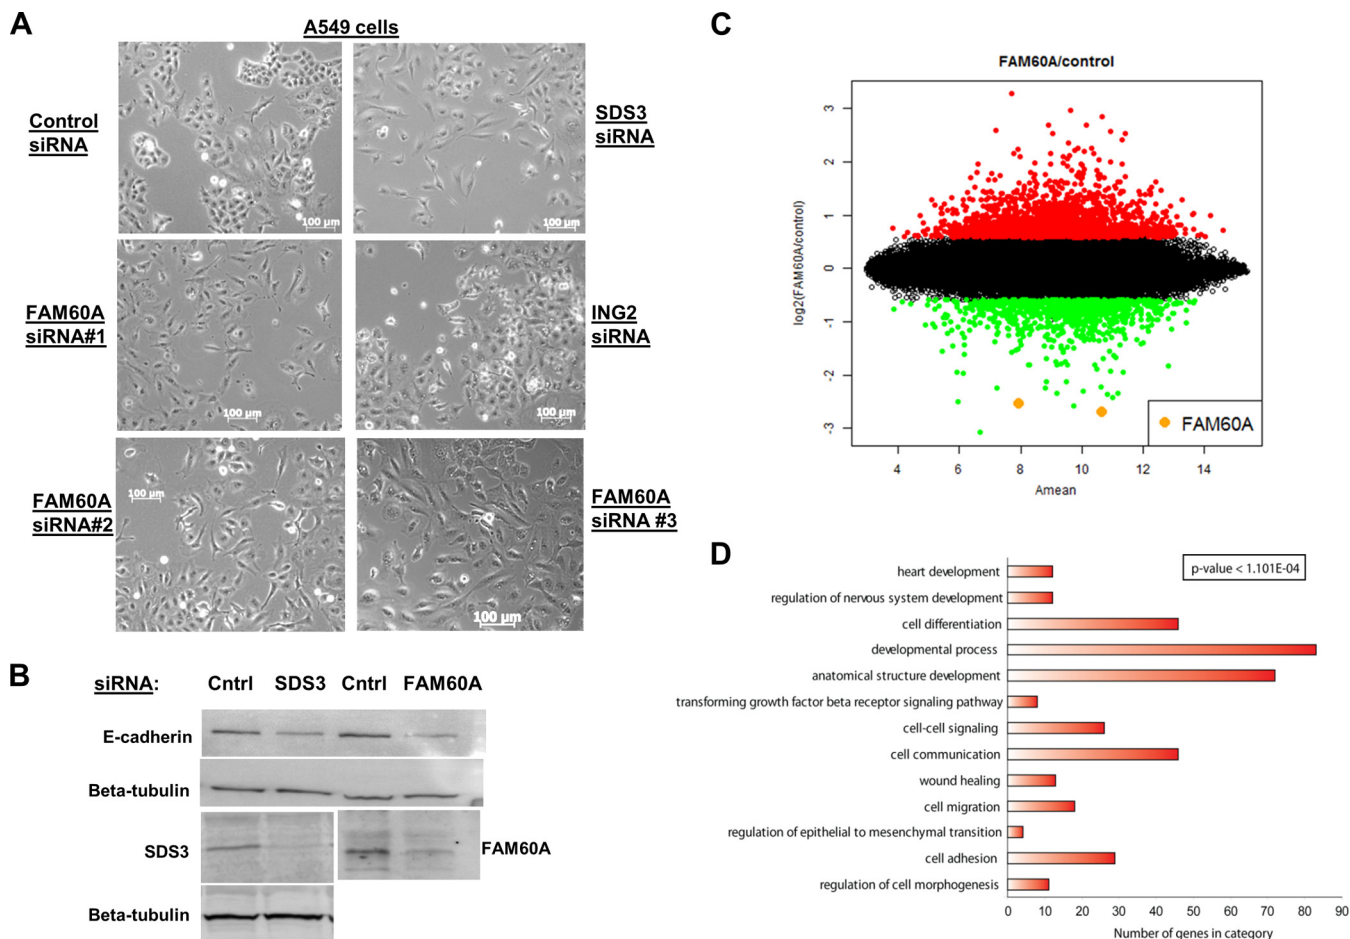 A
A549 cells
Control
siRNA
100 µm
100 µm
SDS3
siRNA
FAM60A
siRNA#1
100 µm
100 µm
ING2
siRNA
FAM60A
siRNA#2
100 µm
100 µm
FAM60A
siRNA #3
B
siRNA: Cntrl SDS3 Cntrl FAM60A
E-cadherin
Beta-tubulin
SDS3
FAM60A
Beta-tubulin
C
FAM60A/control
log2(FAM60A/control)
3
2
1
0
-1
-2
-3
FAM60A
4 6 8 10 12 14
Amean
D
p-value < 1.101E-04
heart development
regulation of nervous system development
cell differentiation
developmental process
anatomical structure development
transforming growth factor beta receptor signaling pathway
cell-cell signaling
cell communication
wound healing
cell migration
regulation of epithelial to mesenchymal transition
cell adhesion
regulation of cell morphogenesis
0 10 20 30 40 50 60 70 80 90
Number of genes in category